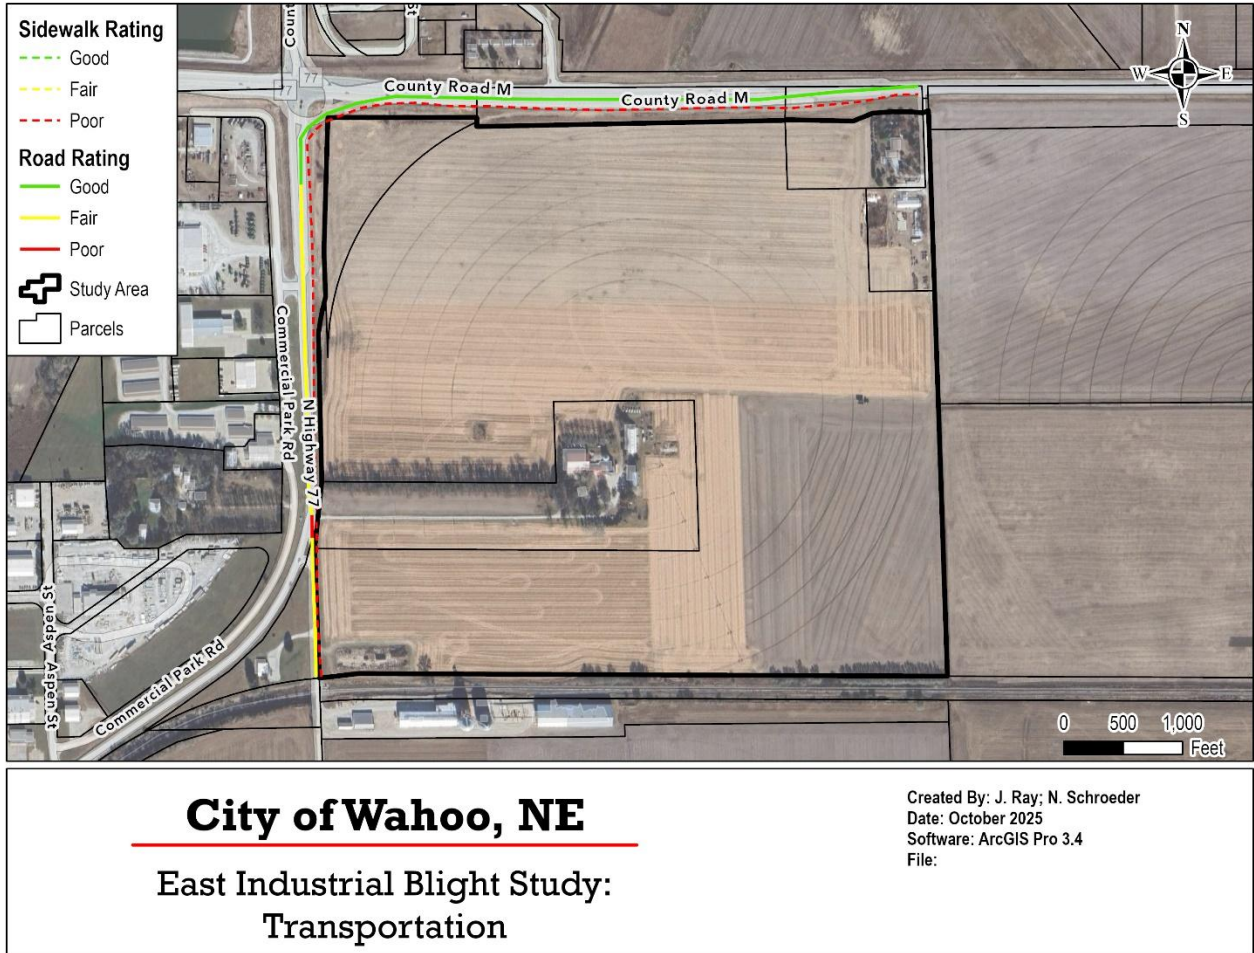 Sidewalk Rating
Good
Fair
Poor
Road Rating
Good
Fair
Poor
Study Area
Parcels
St
77
County Road M
County Road M
N
W E
S
Commercial Park Rd
N Highway 77
Commercial Park Rd
Aspen St
Aspen St
0 500 1,000
Feet
City of Wahoo, NE
East Industrial Blight Study:
Transportation
Created By: J. Ray; N. Schroeder
Date: October 2025
Software: ArcGIS Pro 3.4
File: